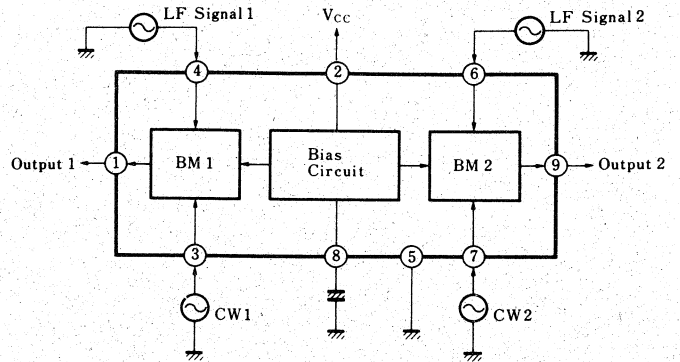 LF Signal 1
VCC
LF Signal 2
4
2
6
Output 1
1
BM 1
Bias
Circuit
BM 2
9
Output 2
3
8
5
7
CW1
CW2